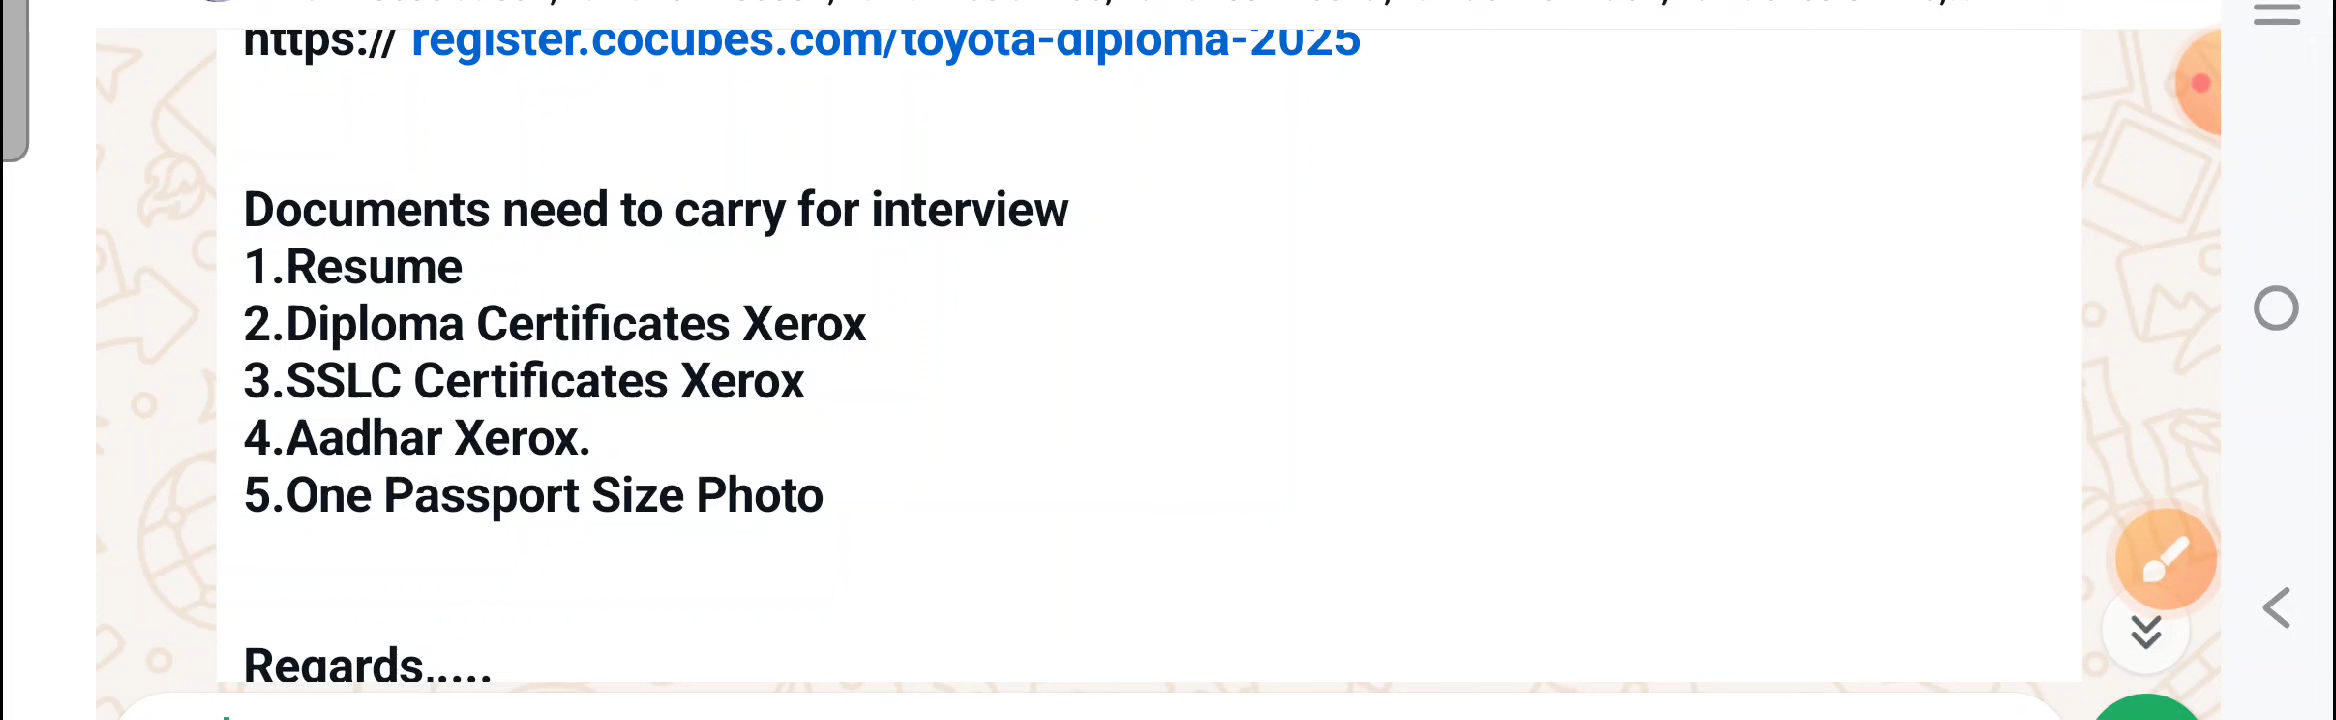 https:// register.cocubes.com/toyota-diploma-2025
Documents need to carry for interview
1.Resume
2.Diploma Certificates Xerox
3.SSLC Certificates Xerox
4.Aadhar Xerox.
5.One Passport Size Photo
Regards.....